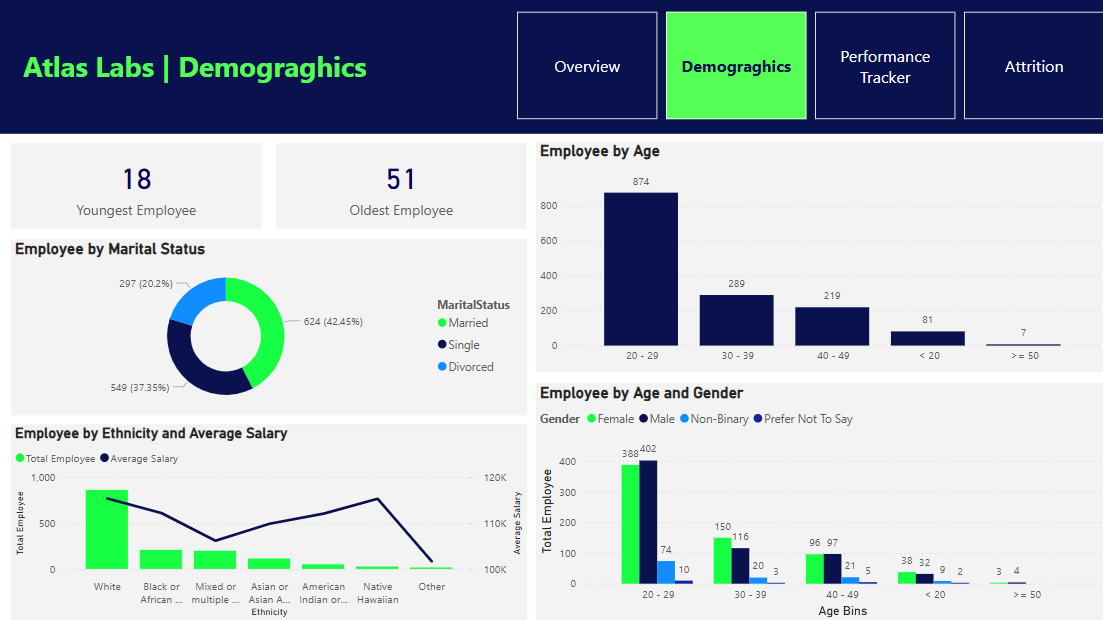 Atlas Labs | Demograghics
Overview
Demograghics
Performance
Tracker
Attrition
18
Youngest Employee
51
Oldest Employee
Employee by Marital Status
297 (20.2%)
624 (42.45%)
549 (37.35%)
MaritalStatus
Married
Single
Divorced
Employee by Ethnicity and Average Salary
Total Employee Average Salary
Total Employee
1,000
500
0
120K
110K
100K
Average Salary
White
Black or
African ...
Mixed or
multiple ...
Asian or
Asian A...
American
Indian or...
Native
Hawaiian
Other
Ethnicity
Employee by Age
800
600
400
200
0
874
289
219
81
7
20 - 29
30 - 39
40 - 49
< 20
>= 50
Employee by Age and Gender
Gender Female Male Non-Binary Prefer Not To Say
Total Employee
400
300
200
100
0
388 402 74 10
150 116 20 3
96 97 21 5
38 32 9 2
3 4
20 - 29
30 - 39
40 - 49
< 20
>= 50
Age Bins